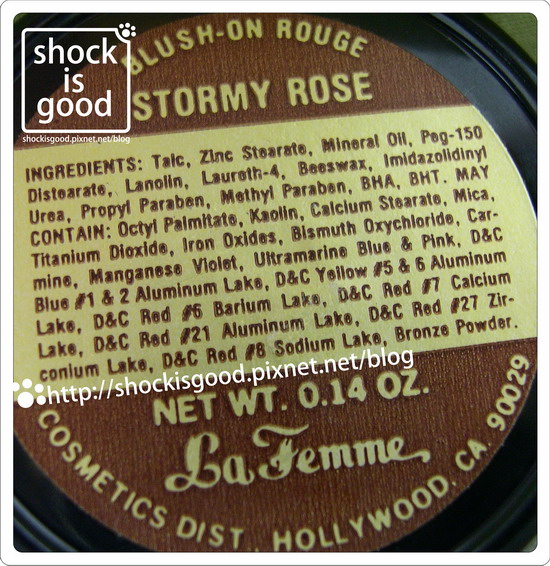 shock
is
good
shockisgood.pixnet.net/blog
BLUSH-ON ROUGE
STORMY ROSE
INGREDIENTS: Talc, Zinc Stearate, Mineral Oil, Peg-150
Distearate, Lanolin, Laureth-4, Beeswax, Imidazolidinyl
Urea, Propyl Paraben, Methyl Paraben, BHA, BHT. MAY
CONTAIN: Octyl Palmitate, Kaolin, Calcium Stearate, Mica,
Titanium Dioxide, Iron Oxides, Bismuth Oxychloride, Car-
mine, Manganese Violet, Ultramarine Blue & Pink, D&C
Blue #1 & 2 Aluminum Lake, D&C Yellow #5 & 6 Aluminum
Lake, D&C Red #6 Barium Lake, D&C Red #7 Calcium
Lake, D&C Red #21 Aluminum Lake, D&C Red #27 Zir-
conium Lake, D&C Red #8 Sodium Lake, Bronze Powder.
http://shockisgood.pixnet.net/blog
NET WT. 0.14 OZ.
La Femme
COSMETICS DIST. HOLLYWOOD, CA. 90029